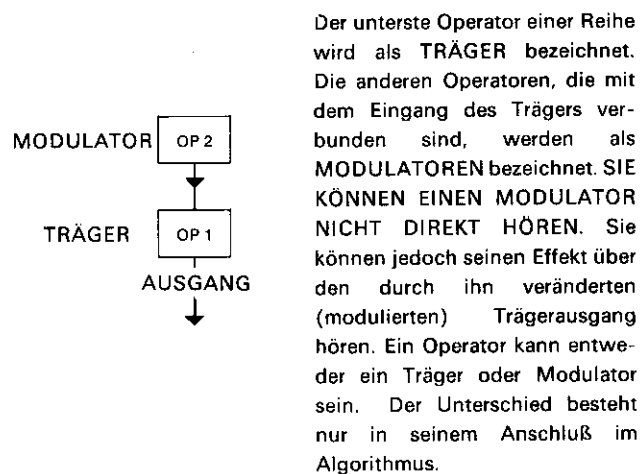 MODULATOR
OP 2
TRÄGER
OP 1
AUSGANG
Der unterste Operator einer Reihe
wird als TRÄGER bezeichnet.
Die anderen Operatoren, die mit
dem Eingang des Trägers ver-
bunden sind, werden als
MODULATOREN bezeichnet. SIE
KÖNNEN EINEN MODULATOR
NICHT DIREKT HÖREN. Sie
können jedoch seinen Effekt über
den durch ihn veränderten
(modulierten) Trägerausgang
hören. Ein Operator kann entwe-
der ein Träger oder Modulator
sein. Der Unterschied besteht
nur in seinem Anschluß im
Algorithmus.